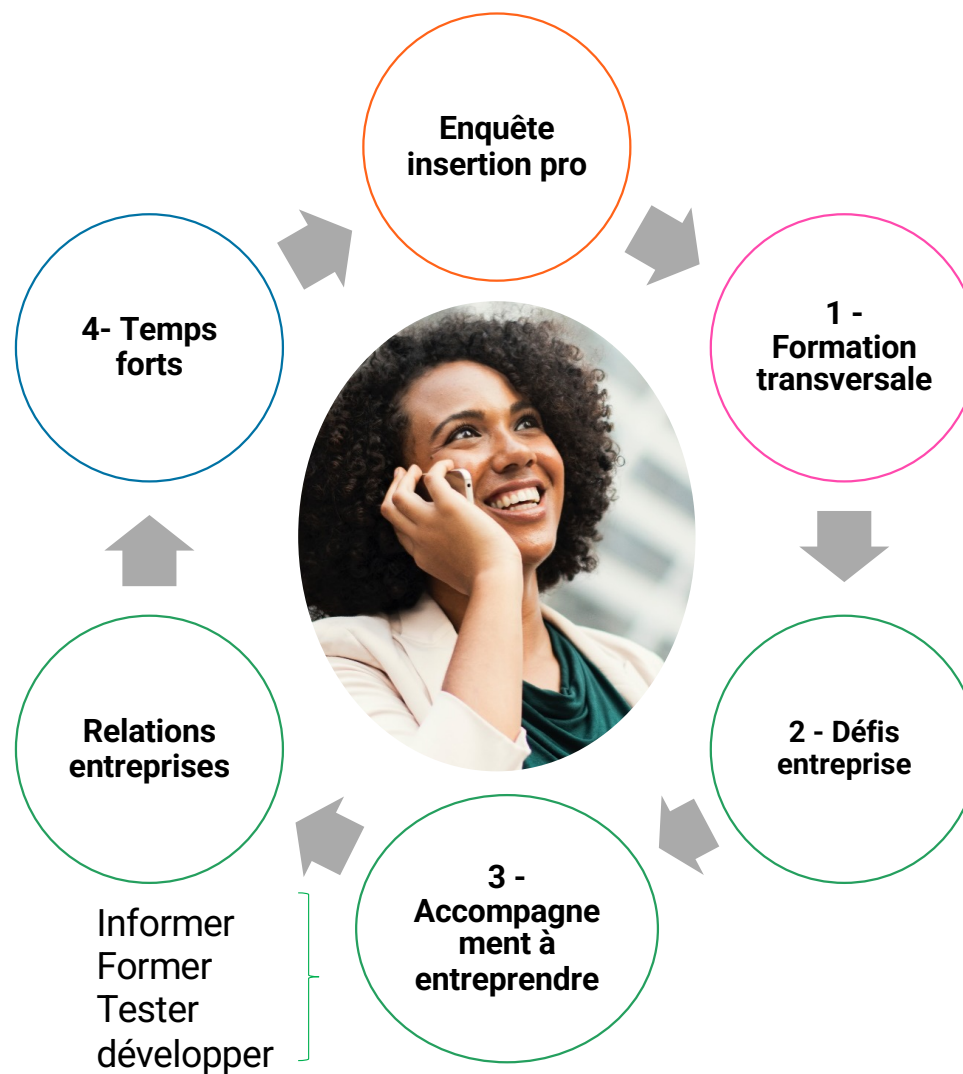 Enquête
insertion pro
1 -
Formation
transversale
2 - Défis
entreprise
3 -
Accompagne
ment à
entreprendre
Informer
Former
Tester
développer
Relations
entreprises
4- Temps
forts